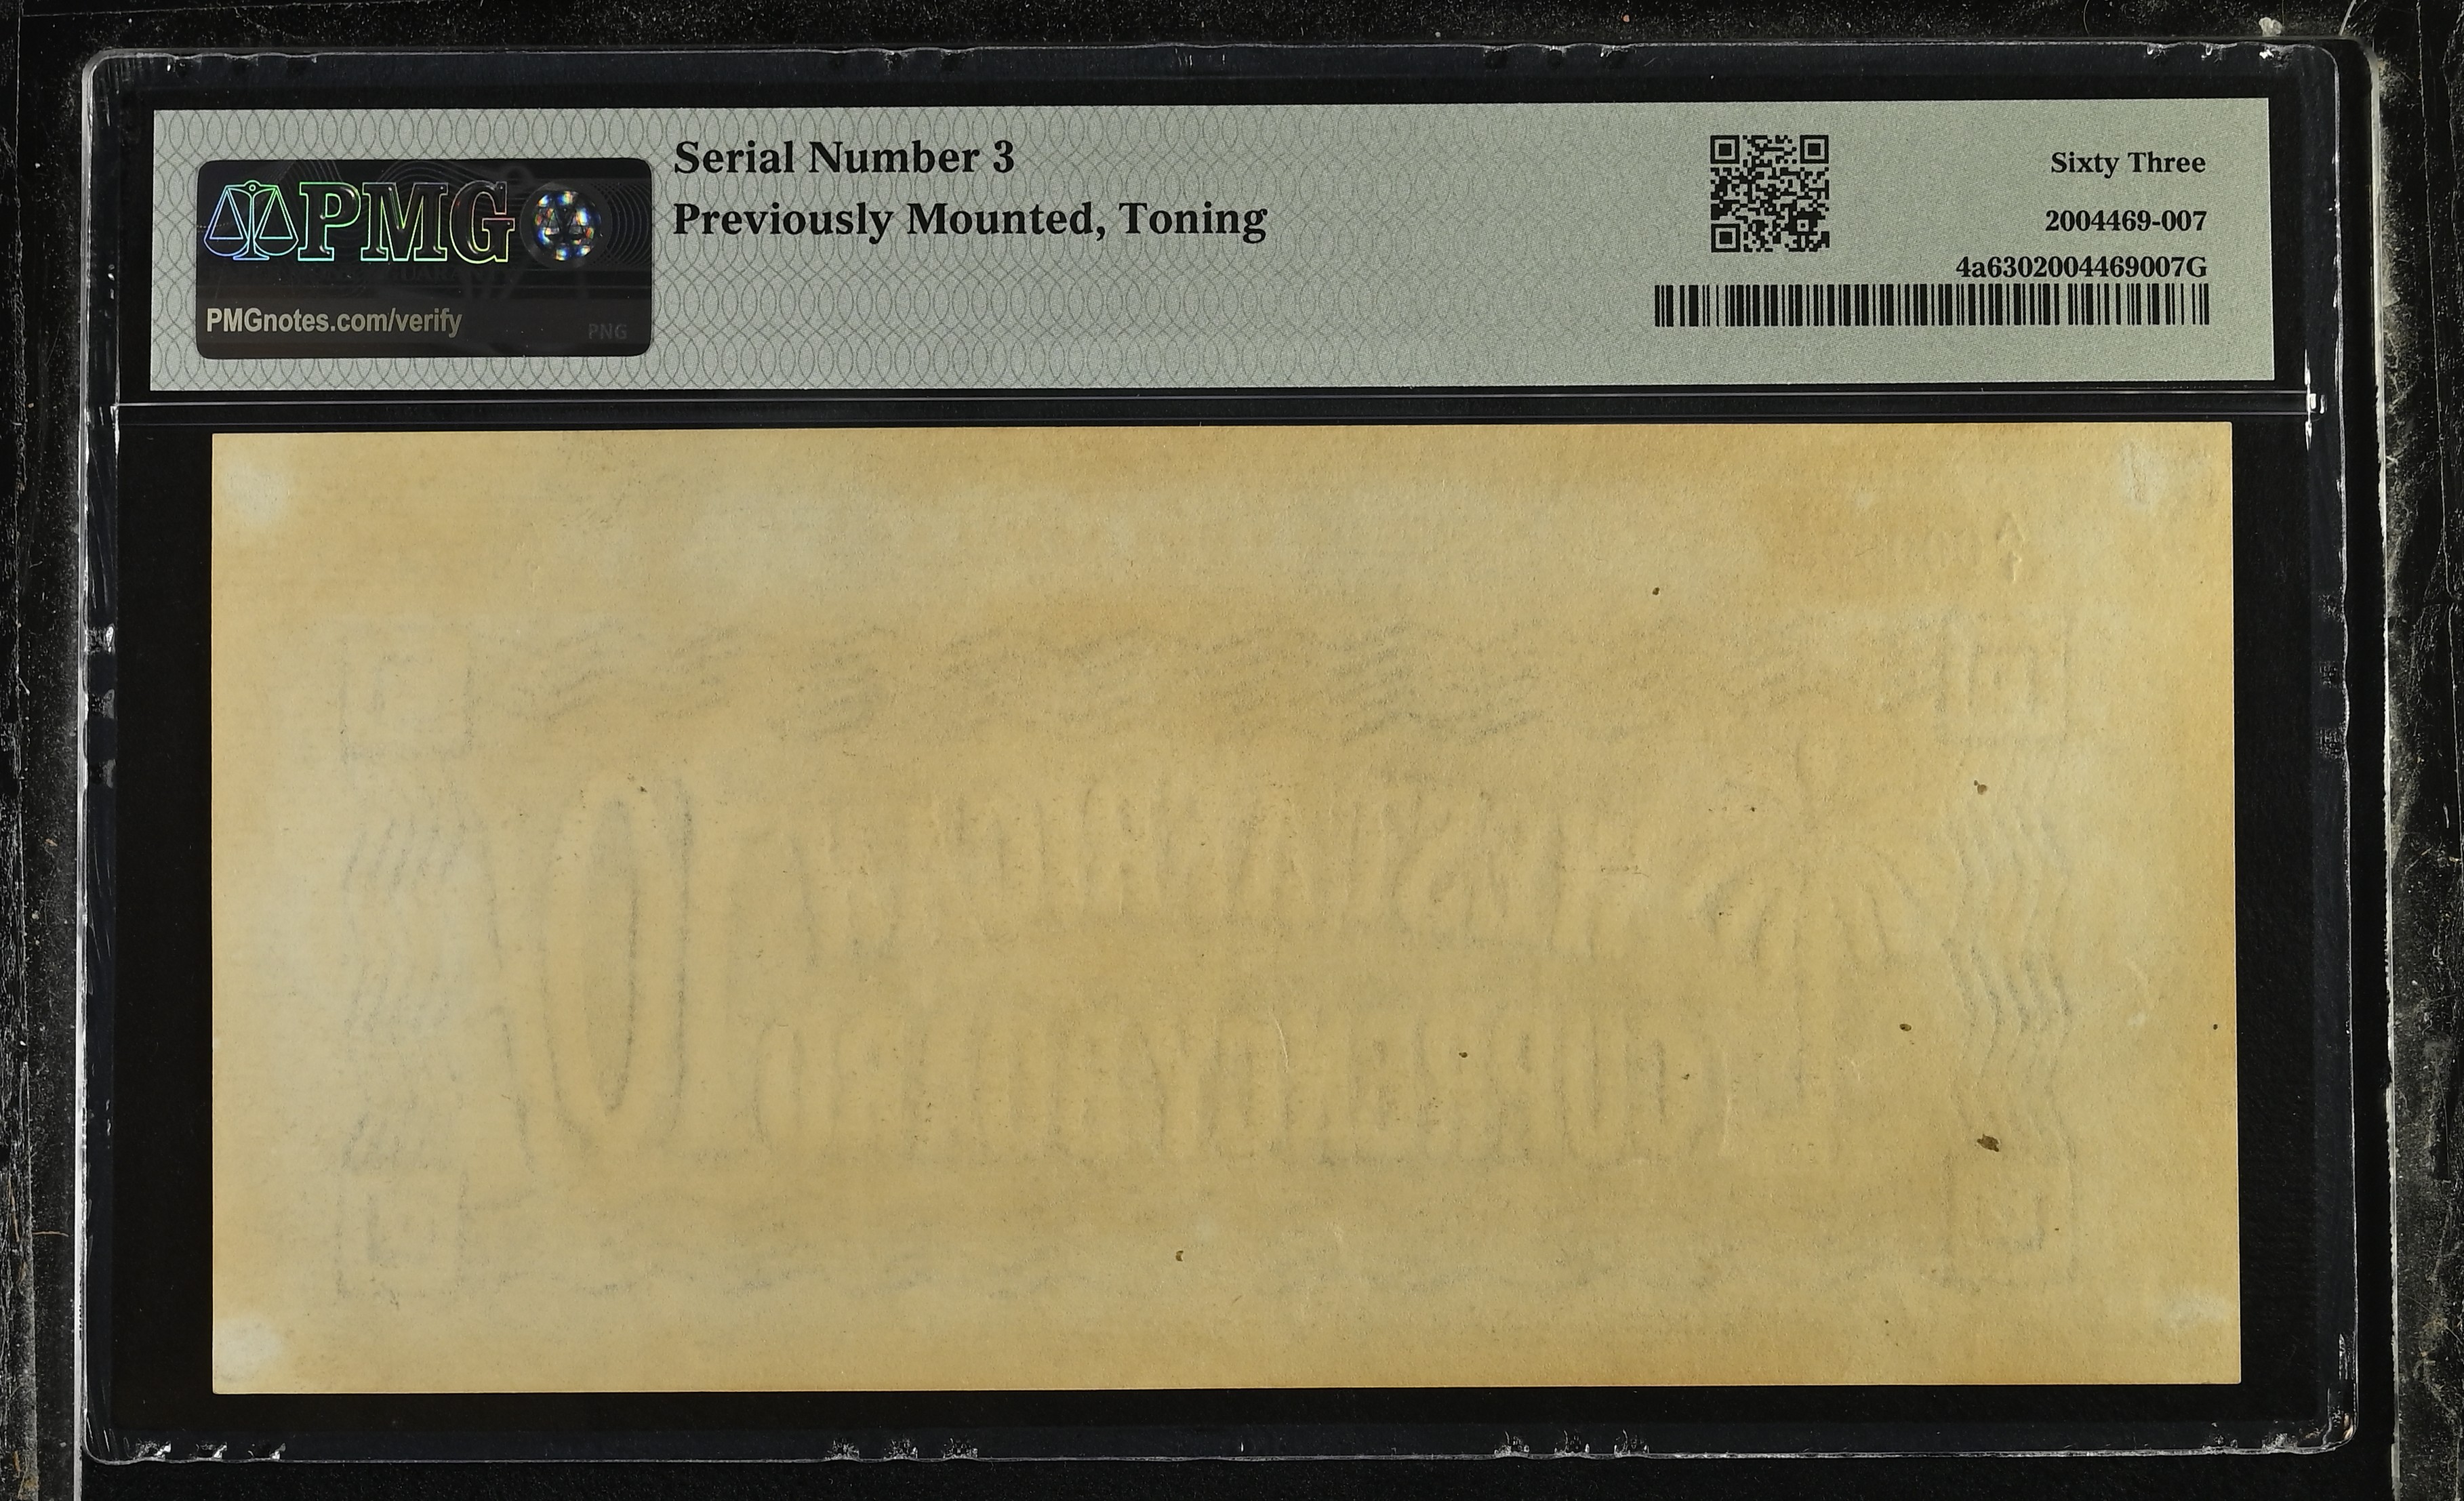 PMG
PMGnotes.com/verify
PNG
Serial Number 3
Previously Mounted, Toning
Sixty Three
2004469-007
4a6302004469007G